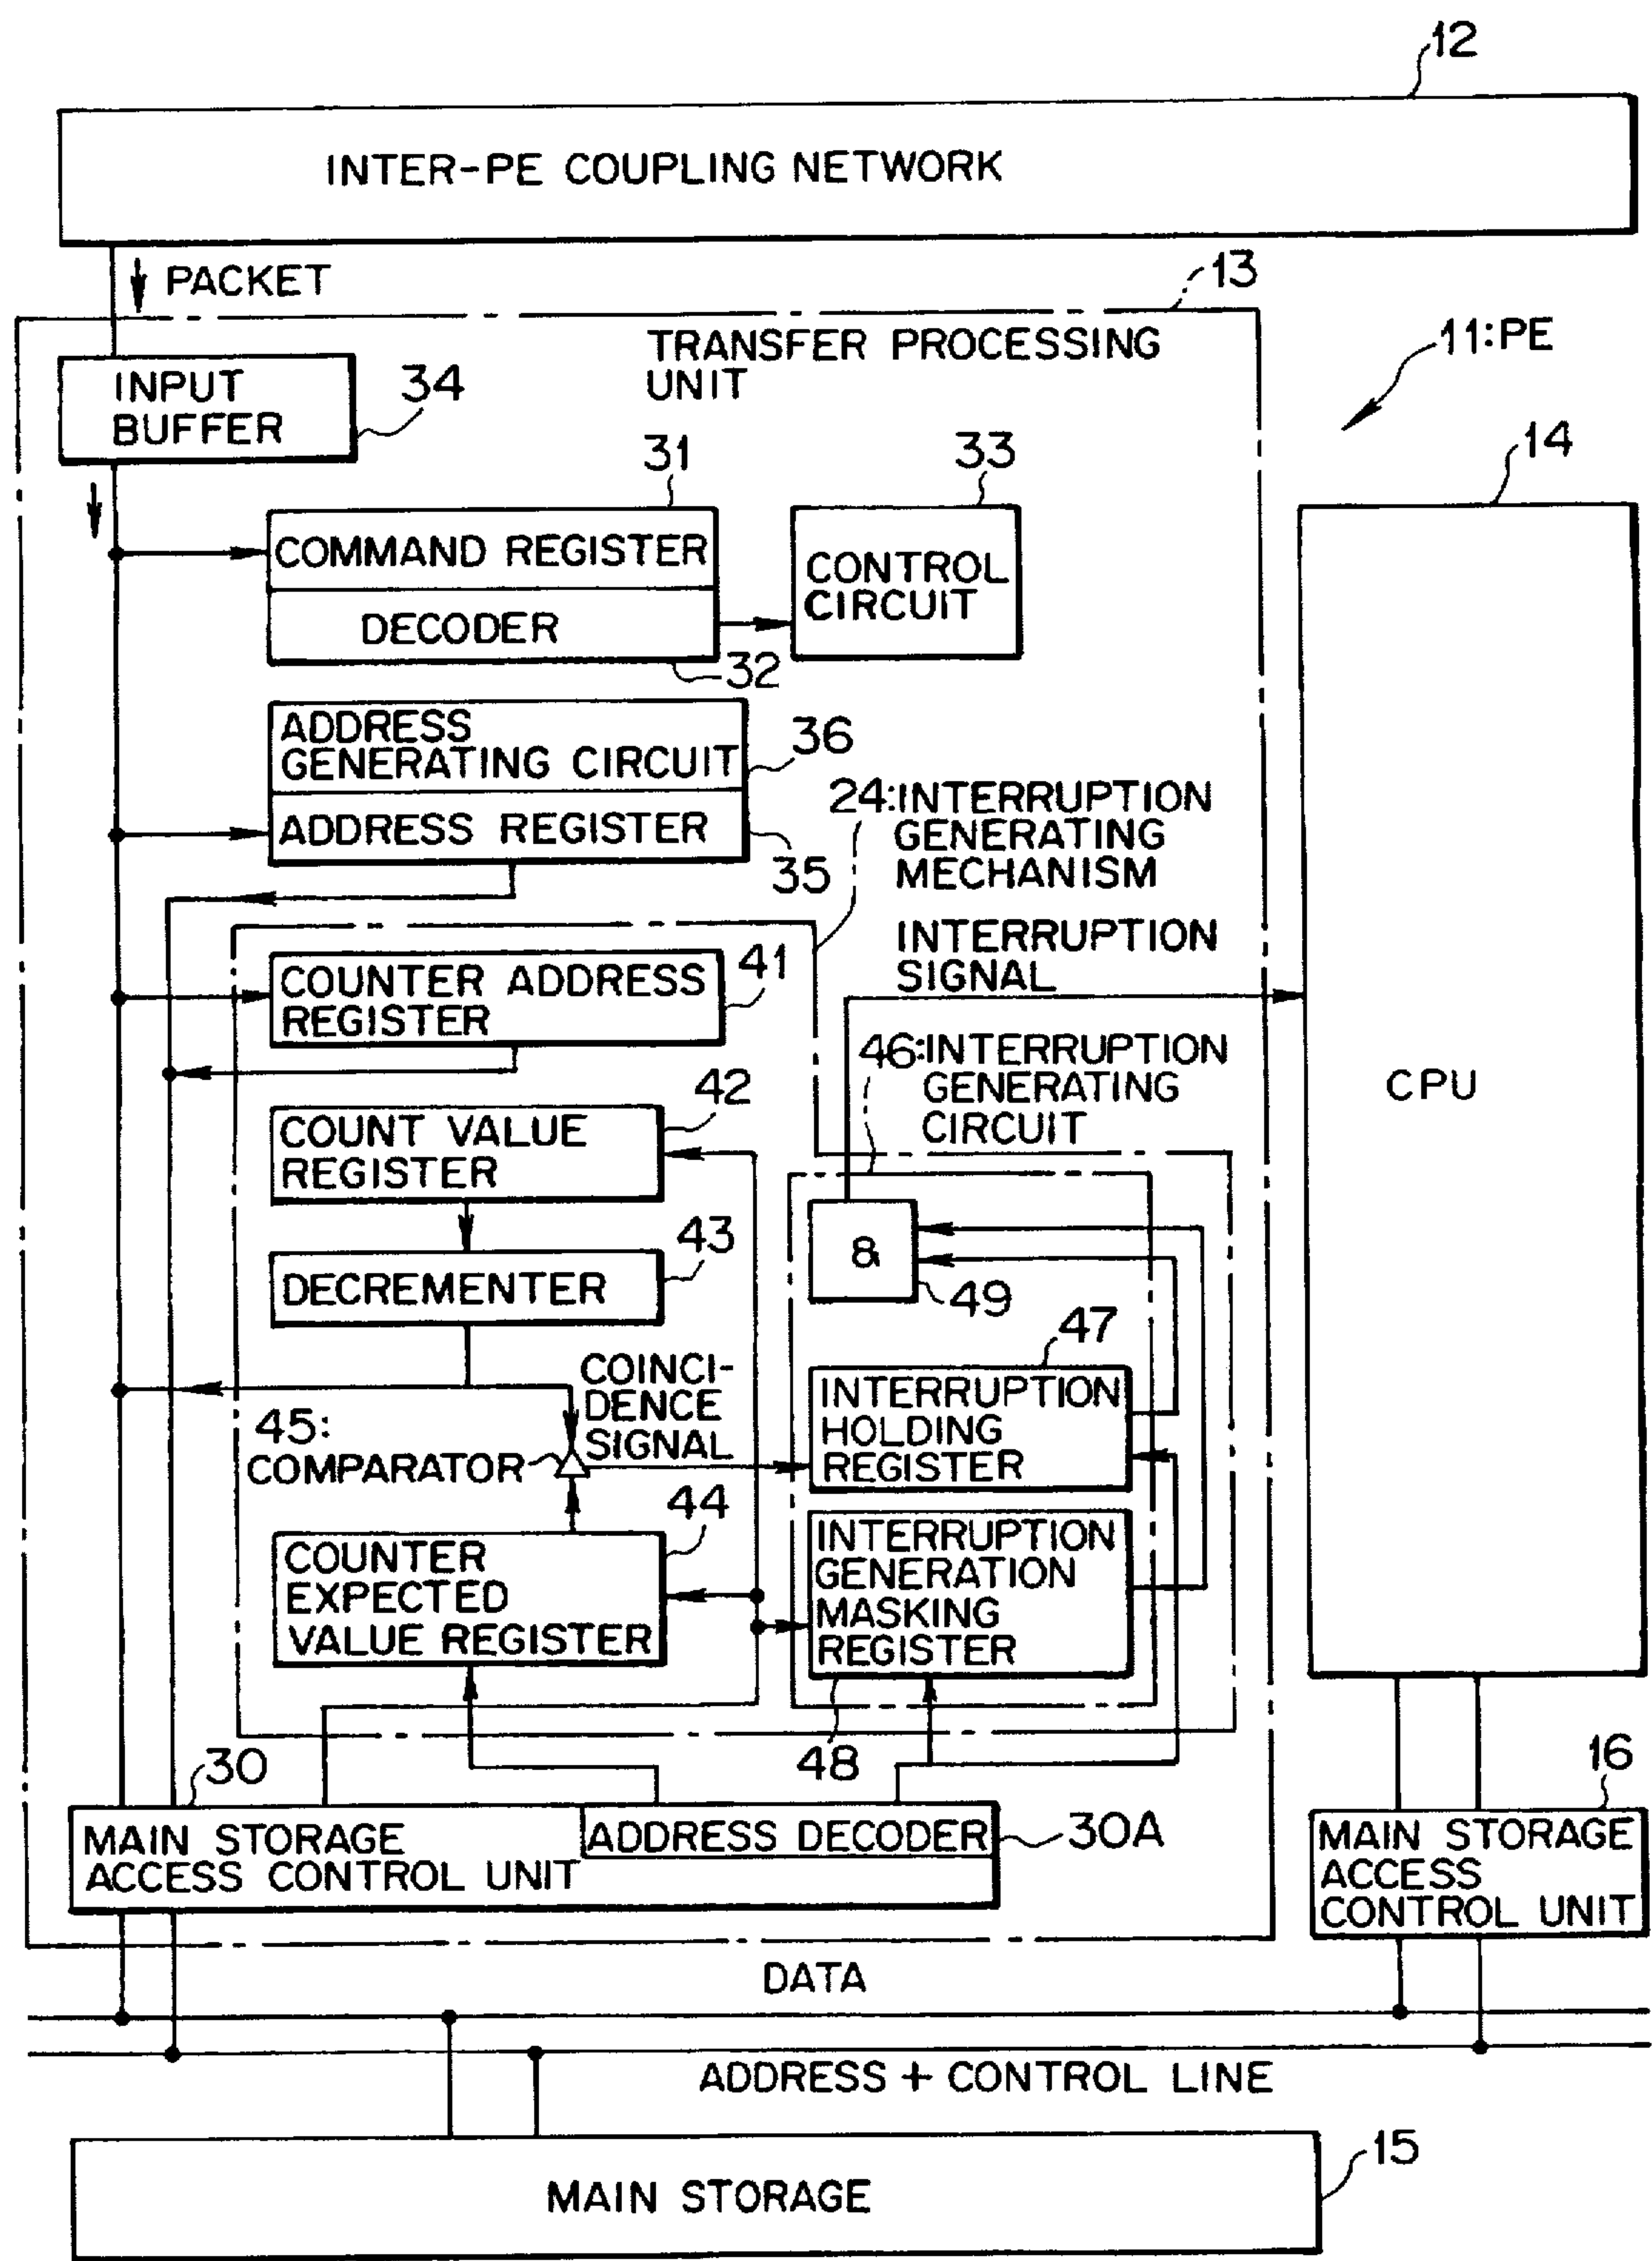 12
INTER-PE COUPLING NETWORK
PACKET
13
TRANSFER PROCESSING
UNIT
11:PE
INPUT
BUFFER
34
31
33
14
COMMAND REGISTER
CONTROL
CIRCUIT
DECODER
32
ADDRESS
GENERATING CIRCUIT
36
ADDRESS REGISTER
35
24:INTERRUPTION
GENERATING
MECHANISM
INTERRUPTION
SIGNAL
COUNTER ADDRESS
REGISTER
41
46:INTERRUPTION
GENERATING
CIRCUIT
CPU
42
COUNT VALUE
REGISTER
43
DECREMENTER
&
49
47
COINCI-
DENCE
SIGNAL
45:
COMPARATOR
INTERRUPTION
HOLDING
REGISTER
44
COUNTER
EXPECTED
VALUE REGISTER
INTERRUPTION
GENERATION
MASKING
REGISTER
48
30
16
MAIN STORAGE
ACCESS CONTROL UNIT
ADDRESS DECODER
30A
MAIN STORAGE
ACCESS
CONTROL UNIT
DATA
ADDRESS + CONTROL LINE
15
MAIN STORAGE